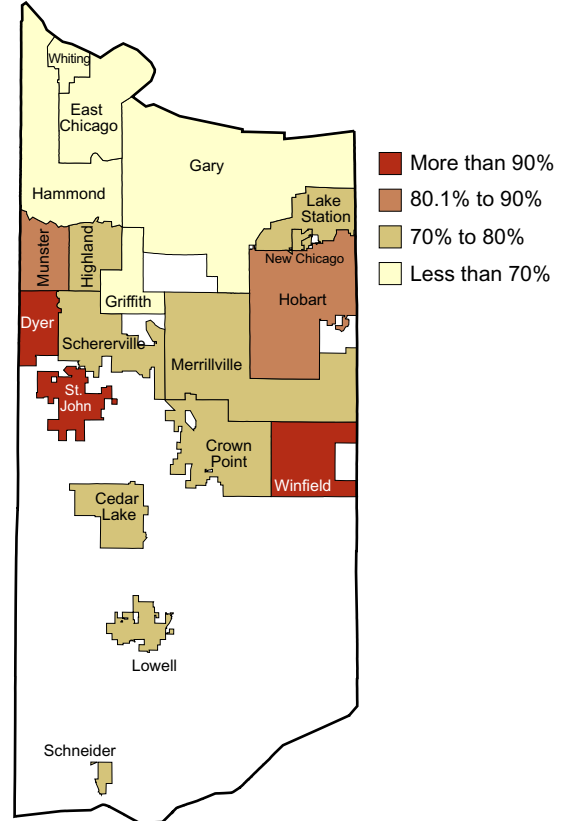 Whiting
East
Chicago
Gary
Hammond
Lake
Station
Munster
Highland
New Chicago
Griffith
Hobart
Dyer
Schererville
Merrillville
St.
John
Crown
Point
Winfield
Cedar
Lake
Lowell
Schneider
More than 90%
80.1% to 90%
70% to 80%
Less than 70%